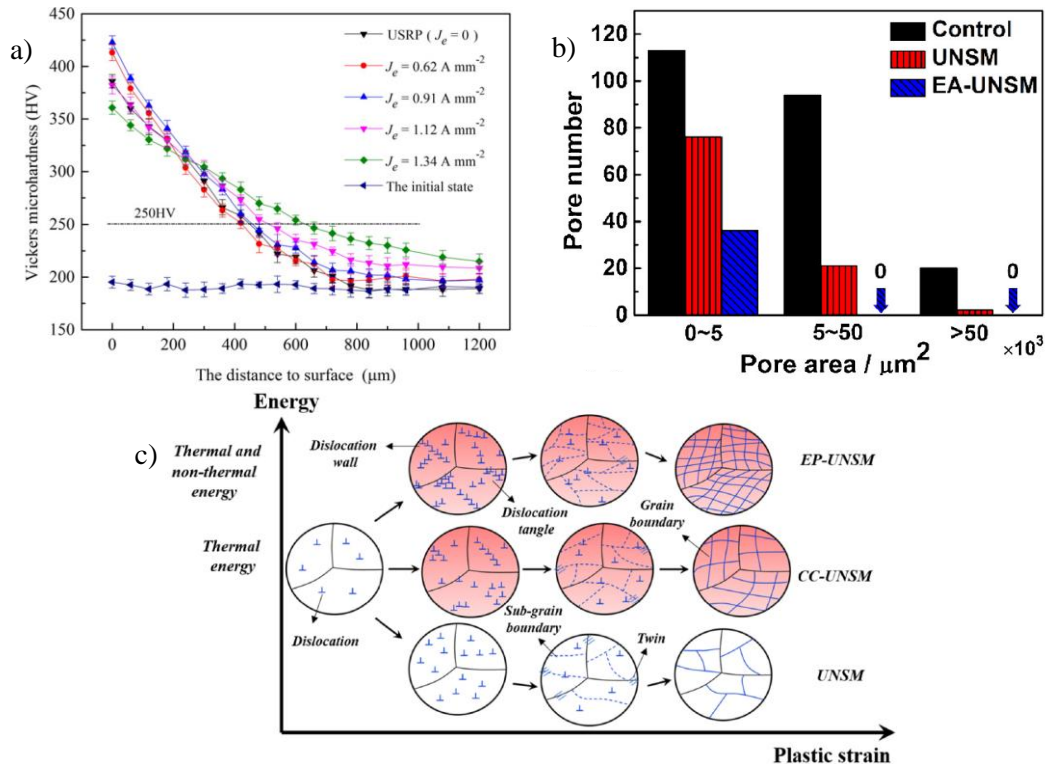 a)
450
400
350
300
250
200
150
Vickers microhardness (HV)
USRP ( Je = 0 )
Je = 0.62 A mm-2
Je = 0.91 A mm-2
Je = 1.12 A mm-2
Je = 1.34 A mm-2
The initial state
250HV
0 200 400 600 800 1000 1200
The distance to surface (μm)
b)
120
100
80
60
40
20
0
Pore number
Control
UNSM
EA-UNSM
0 0
0~5 5~50 >50
×10³
Pore area / μm²
c)
Energy
Thermal and
non-thermal
energy
Dislocation
wall
Dislocation
tangle
EP-UNSM
Thermal
energy
Grain
boundary
CC-UNSM
Dislocation
Sub-grain
boundary
Twin
UNSM
Plastic strain